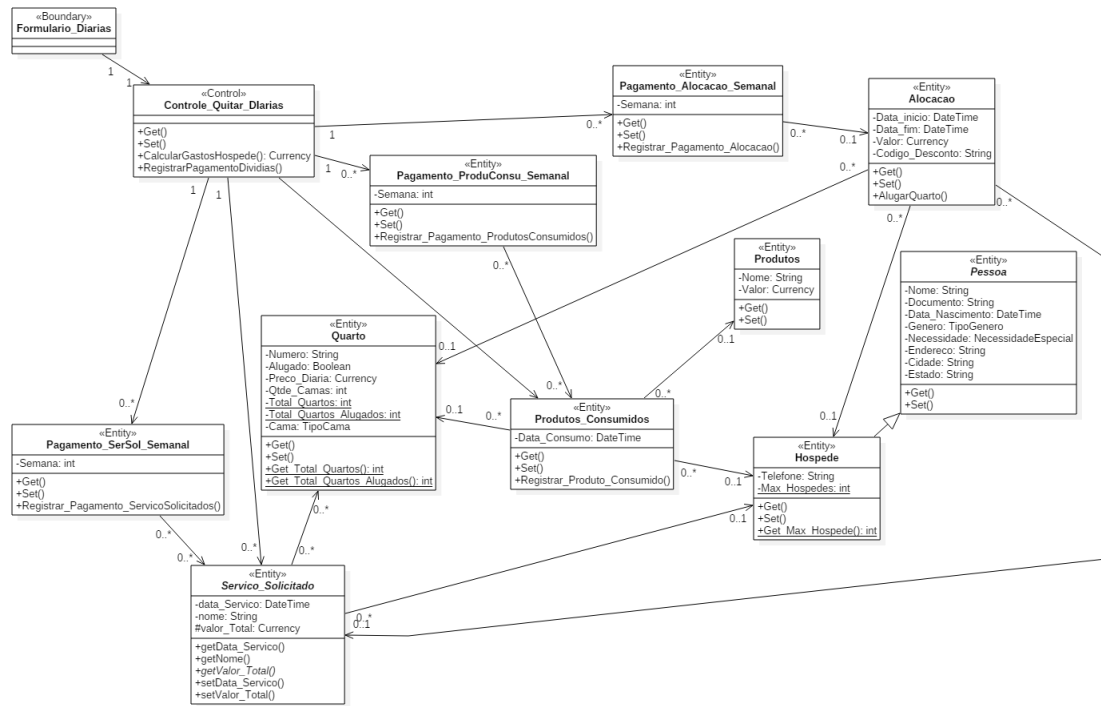 «Boundary»
Formulario_Diarias
1
1
«Control»
Controle_Quitar_DIarias
+Get()
+Set()
+CalcularGastosHospede(): Currency
+RegistrarPagamentoDividias()
1
0..*
1
0..*
1
1
«Entity»
Pagamento_Alocacao_Semanal
-Semana: int
+Get()
+Set()
+Registrar_Pagamento_Alocacao()
0..*
0..1
«Entity»
Alocacao
-Data_inicio: DateTime
-Data_fim: DateTime
-Valor: Currency
-Codigo_Desconto: String
+Get()
+Set()
+AlugarQuarto()
0..*
0..*
0..*
«Entity»
Pagamento_ProduConsu_Semanal
-Semana: int
+Get()
+Set()
+Registrar_Pagamento_ProdutosConsumidos()
0..*
0..*
«Entity»
Produtos
-Nome: String
-Valor: Currency
+Get()
+Set()
0..1
«Entity»
Pessoa
-Nome: String
-Documento: String
-Data_Nascimento: DateTime
-Genero: TipoGenero
-Necessidade: NecessidadeEspecial
-Endereco: String
-Cidade: String
-Estado: String
+Get()
+Set()
«Entity»
Quarto
-Numero: String
-Alugado: Boolean
-Preco_Diaria: Currency
-Qtde_Camas: int
-Total_Quartos: int
-Total_Quartos_Alugados: int
-Cama: TipoCama
+Get()
+Set()
+Get_Total_Quartos(): int
+Get_Total_Quartos_Alugados(): int
0..1
0..1
0..*
0..*
«Entity»
Produtos_Consumidos
-Data_Consumo: DateTime
+Get()
+Set()
+Registrar_Produto_Consumido()
0..*
0..*
0..1
0..1
«Entity»
Hospede
-Telefone: String
-Max_Hospedes: int
+Get()
+Set()
+Get_Max_Hospede(): int
0..1
0..*
«Entity»
Pagamento_SerSol_Semanal
-Semana: int
+Get()
+Set()
+Registrar_Pagamento_ServicoSolicitados()
0..*
0..*
0..*
0..*
«Entity»
Servico_Solicitado
-data_Servico: DateTime
-nome: String
#valor_Total: Currency
+getData_Servico()
+getNome()
+getValor_Total()
+setData_Servico()
+setValor_Total()
0..*
0..1